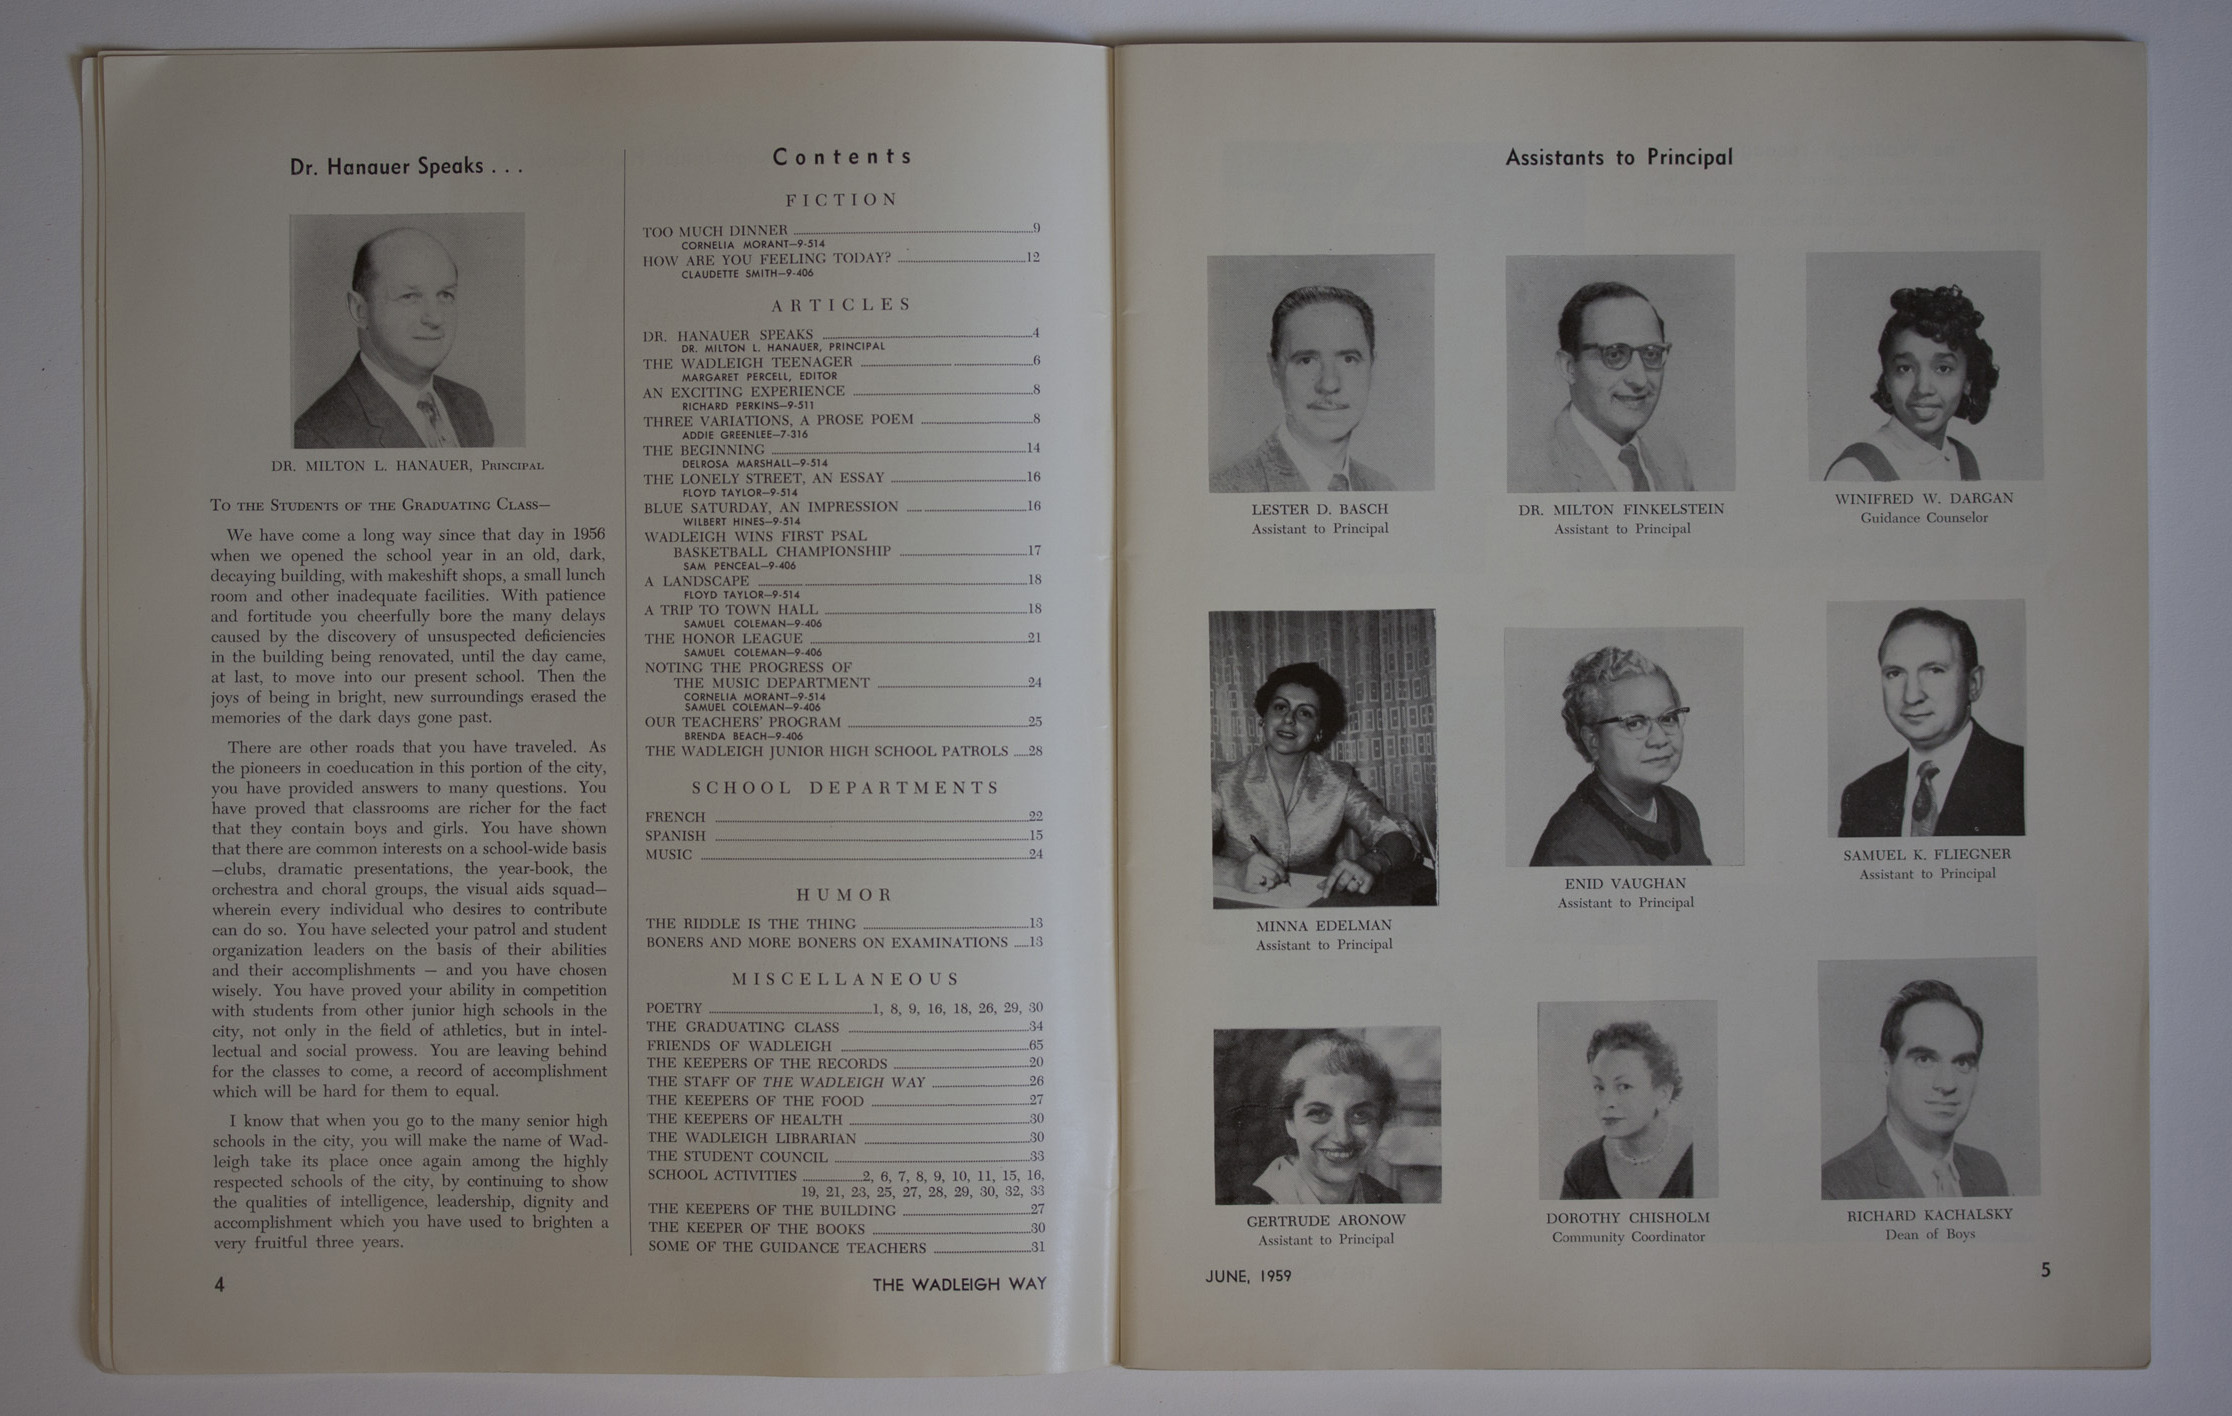 Dr. Hanauer Speaks . . .
DR. MILTON L. HANAUER, PRINCIPAL
TO THE STUDENTS OF THE GRADUATING CLASS—
We have come a long way since that day in 1956
when we opened the school year in an old, dark,
decaying building, with makeshift shops, a small lunch
room and other inadequate facilities. With patience
and fortitude you cheerfully bore the many delays
caused by the discovery of unsuspected deficiencies
in the building being renovated, until the day came,
at last, to move into our present school. Then the
joys of being in bright, new surroundings erased the
memories of the dark days gone past.
There are other roads that you have traveled. As
the pioneers in coeducation in this portion of the city,
you have provided answers to many questions. You
have proved that classrooms are richer for the fact
that they contain boys and girls. You have shown
that there are common interests on a school-wide basis
—clubs, dramatic presentations, the year-book, the
orchestra and choral groups, the visual aids squad—
wherein every individual who desires to contribute
can do so. You have selected your patrol and student
organization leaders on the basis of their abilities
and their accomplishments — and you have chosen
wisely. You have proved your ability in competition
with students from other junior high schools in the
city, not only in the field of athletics, but in intel-
lectual and social prowess. You are leaving behind
for the classes to come, a record of accomplishment
which will be hard for them to equal.
I know that when you go to the many senior high
schools in the city, you will make the name of Wad-
leigh take its place once again among the highly
respected schools of the city, by continuing to show
the qualities of intelligence, leadership, dignity and
accomplishment which you have used to brighten a
very fruitful three years.
4
Contents
FICTION
TOO MUCH DINNER 9
CORNELIA MORANT—9-514
HOW ARE YOU FEELING TODAY? 12
CLAUDETTE SMITH—9-406
ARTICLES
DR. HANAUER SPEAKS 4
DR. MILTON L. HANAUER, PRINCIPAL
THE WADLEIGH TEENAGER 6
MARGARET PERCELL, EDITOR
AN EXCITING EXPERIENCE 8
RICHARD PERKINS—9-511
THREE VARIATIONS, A PROSE POEM 8
ADDIE GREENLEE—7-316
THE BEGINNING 14
DELROSA MARSHALL—9-514
THE LONELY STREET, AN ESSAY 16
FLOYD TAYLOR—9-514
BLUE SATURDAY, AN IMPRESSION 16
WILBERT HINES—9-514
WADLEIGH WINS FIRST PSAL
BASKETBALL CHAMPIONSHIP 17
SAM PENCEAL—9-406
A LANDSCAPE 18
FLOYD TAYLOR—9-514
A TRIP TO TOWN HALL 18
SAMUEL COLEMAN—9-406
THE HONOR LEAGUE 21
SAMUEL COLEMAN—9-406
NOTING THE PROGRESS OF
THE MUSIC DEPARTMENT 24
CORNELIA MORANT—9-514
SAMUEL COLEMAN—9-406
OUR TEACHERS' PROGRAM 25
BRENDA BEACH—9-406
THE WADLEIGH JUNIOR HIGH SCHOOL PATROLS 28
SCHOOL DEPARTMENTS
FRENCH 22
SPANISH 15
MUSIC 24
HUMOR
THE RIDDLE IS THE THING 13
BONERS AND MORE BONERS ON EXAMINATIONS 13
MISCELLANEOUS
POETRY 1, 8, 9, 16, 18, 26, 29, 30
THE GRADUATING CLASS 34
FRIENDS OF WADLEIGH 65
THE KEEPERS OF THE RECORDS 20
THE STAFF OF THE WADLEIGH WAY 26
THE KEEPERS OF THE FOOD 27
THE KEEPERS OF HEALTH 30
THE WADLEIGH LIBRARIAN 30
THE STUDENT COUNCIL 33
SCHOOL ACTIVITIES 2, 6, 7, 8, 9, 10, 11, 15, 16,
19, 21, 23, 25, 27, 28, 29, 30, 32, 33
THE KEEPERS OF THE BUILDING 27
THE KEEPER OF THE BOOKS 30
SOME OF THE GUIDANCE TEACHERS 31
THE WADLEIGH WAY
Assistants to Principal
LESTER D. BASCH
Assistant to Principal
DR. MILTON FINKELSTEIN
Assistant to Principal
WINIFRED W. DARGAN
Guidance Counselor
MINNA EDELMAN
Assistant to Principal
ENID VAUGHAN
Assistant to Principal
SAMUEL K. FLIEGNER
Assistant to Principal
GERTRUDE ARONOW
Assistant to Principal
DOROTHY CHISHOLM
Community Coordinator
RICHARD KACHALSKY
Dean of Boys
JUNE, 1959
5